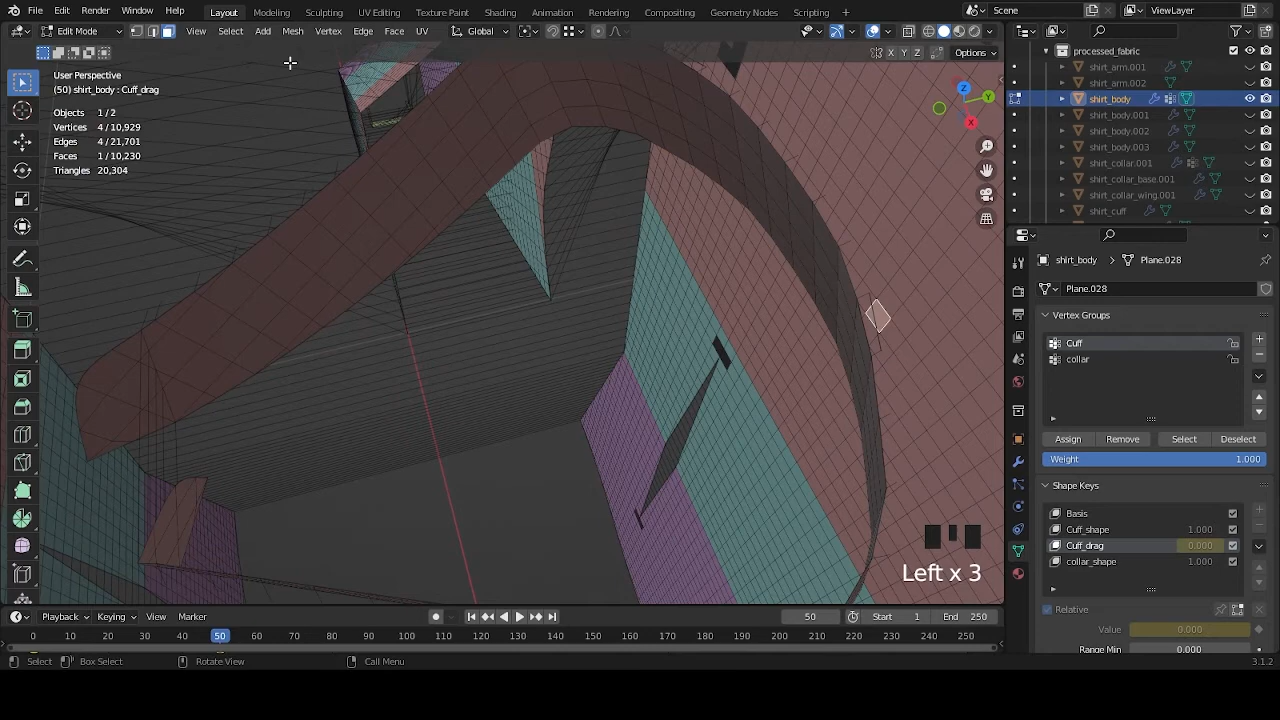 File Edit Render Window Help Layout Modeling Sculpting UV Editing Texture Paint Shading Animation Rendering Compositing Geometry Nodes Scripting + Scene ViewLayer
Edit Mode View Select Add Mesh Vertex Edge Face UV Global
X Y Z Options
User Perspective
(50) shirt_body : Cuff_drag
Objects 1/2
Vertices 4 / 10,929
Edges 4 / 21,701
Faces 1 / 10,230
Triangles 20,304
Z
Y
X
Left x 3
processed_fabric
shirt_arm.001
shirt_arm.002
shirt_body
shirt_body.001
shirt_body.002
shirt_body.003
shirt_collar.001
shirt_collar_base.001
shirt_collar_wing.001
shirt_cuff
shirt_body Plane.028
Plane.028
Vertex Groups
Cuff
collar
Assign Remove Select Deselect
Weight 1.000
Shape Keys
Basis
Cuff_shape 1.000
Cuff_drag 0.000
collar_shape 1.000
Relative
Value 0.000
Range Min 0.000
Playback Keying View Marker 50 Start 1 End 250
0 10 20 30 40 50 60 70 80 90 100 110 120 130 140 150 160 170 180 190 200 210 220 230 240 250
Select Box Select Rotate View Call Menu 3.1.2